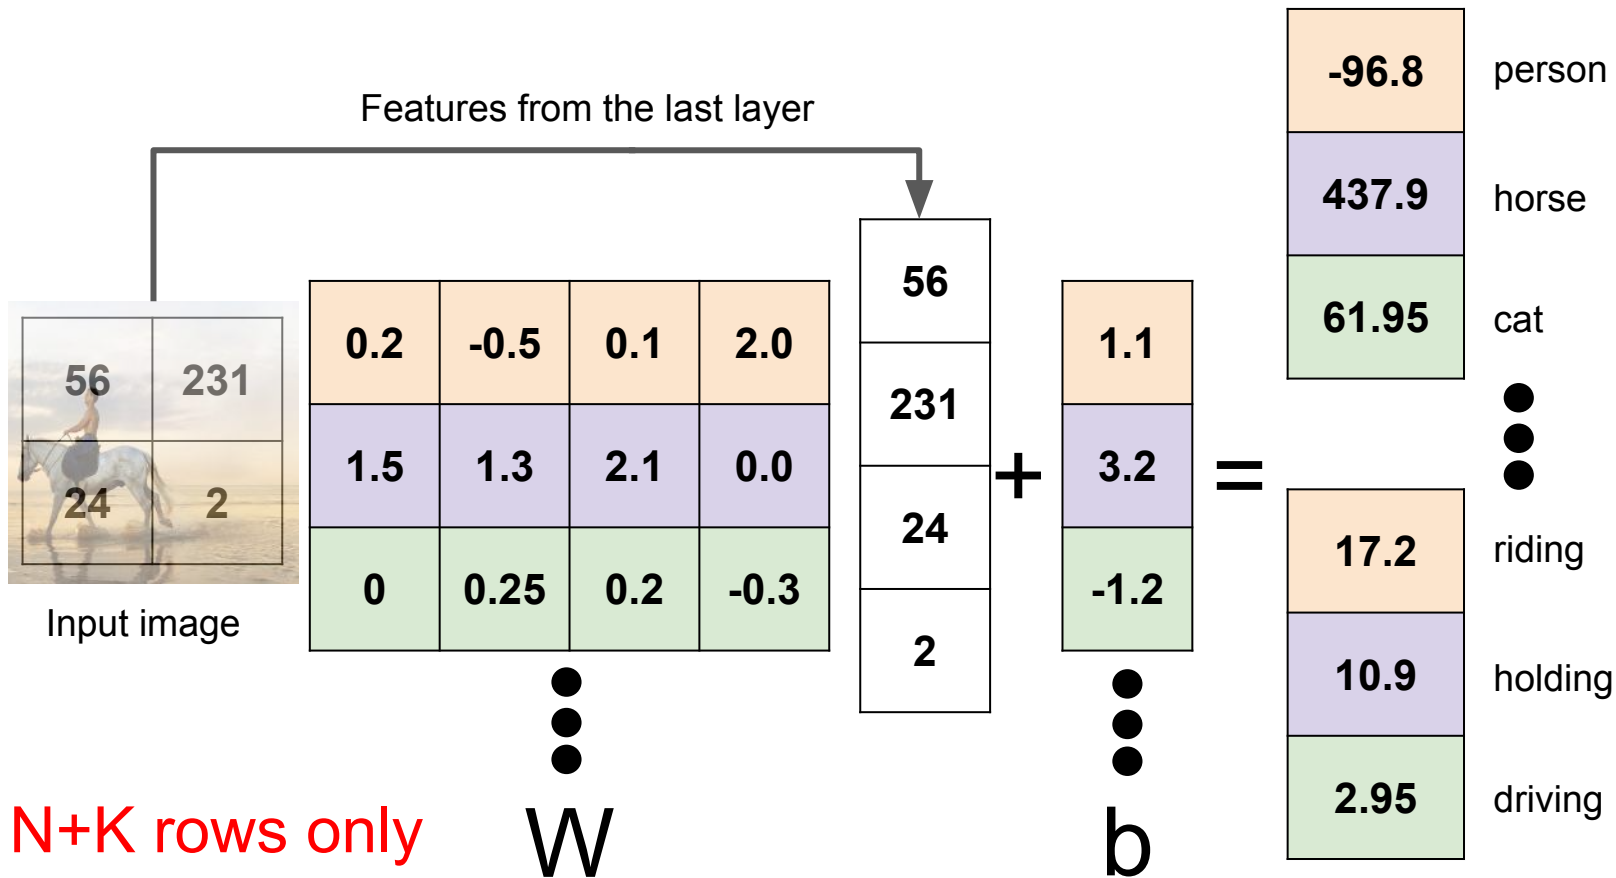 Features from the last layer
56 231
24 2
Input image
0.2 -0.5 0.1 2.0
1.5 1.3 2.1 0.0
0 0.25 0.2 -0.3
W
56
231
24
2
+
1.1
3.2
-1.2
b
=
-96.8 person
437.9 horse
61.95 cat
17.2 riding
10.9 holding
2.95 driving
N+K rows only